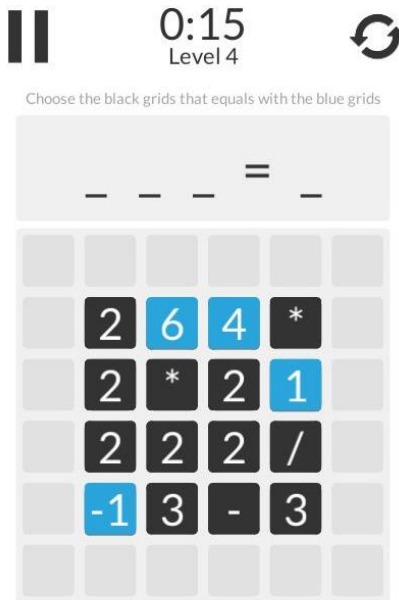 0:15
Level 4
Choose the black grids that equals with the blue grids
_ _ _ = _
2 6 4 *
2 * 2 1
2 2 2 /
-1 3 - 3